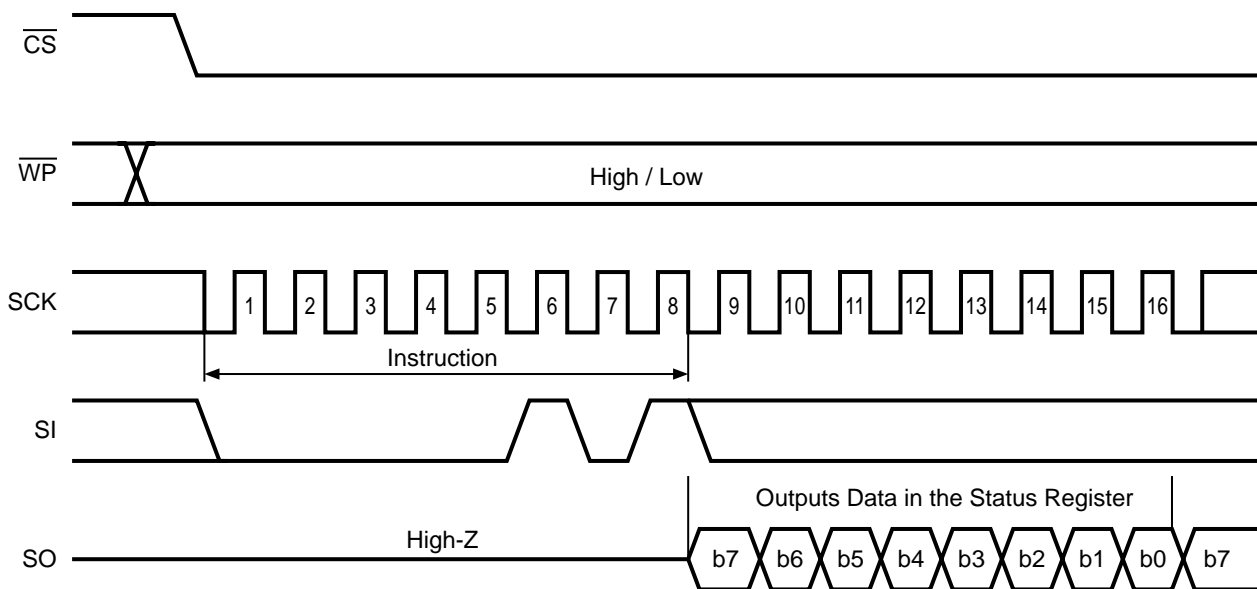 CS
WP
High / Low
SCK
1 2 3 4 5 6 7 8 9 10 11 12 13 14 15 16
Instruction
SI
Outputs Data in the Status Register
High-Z
SO
b7 b6 b5 b4 b3 b2 b1 b0 b7